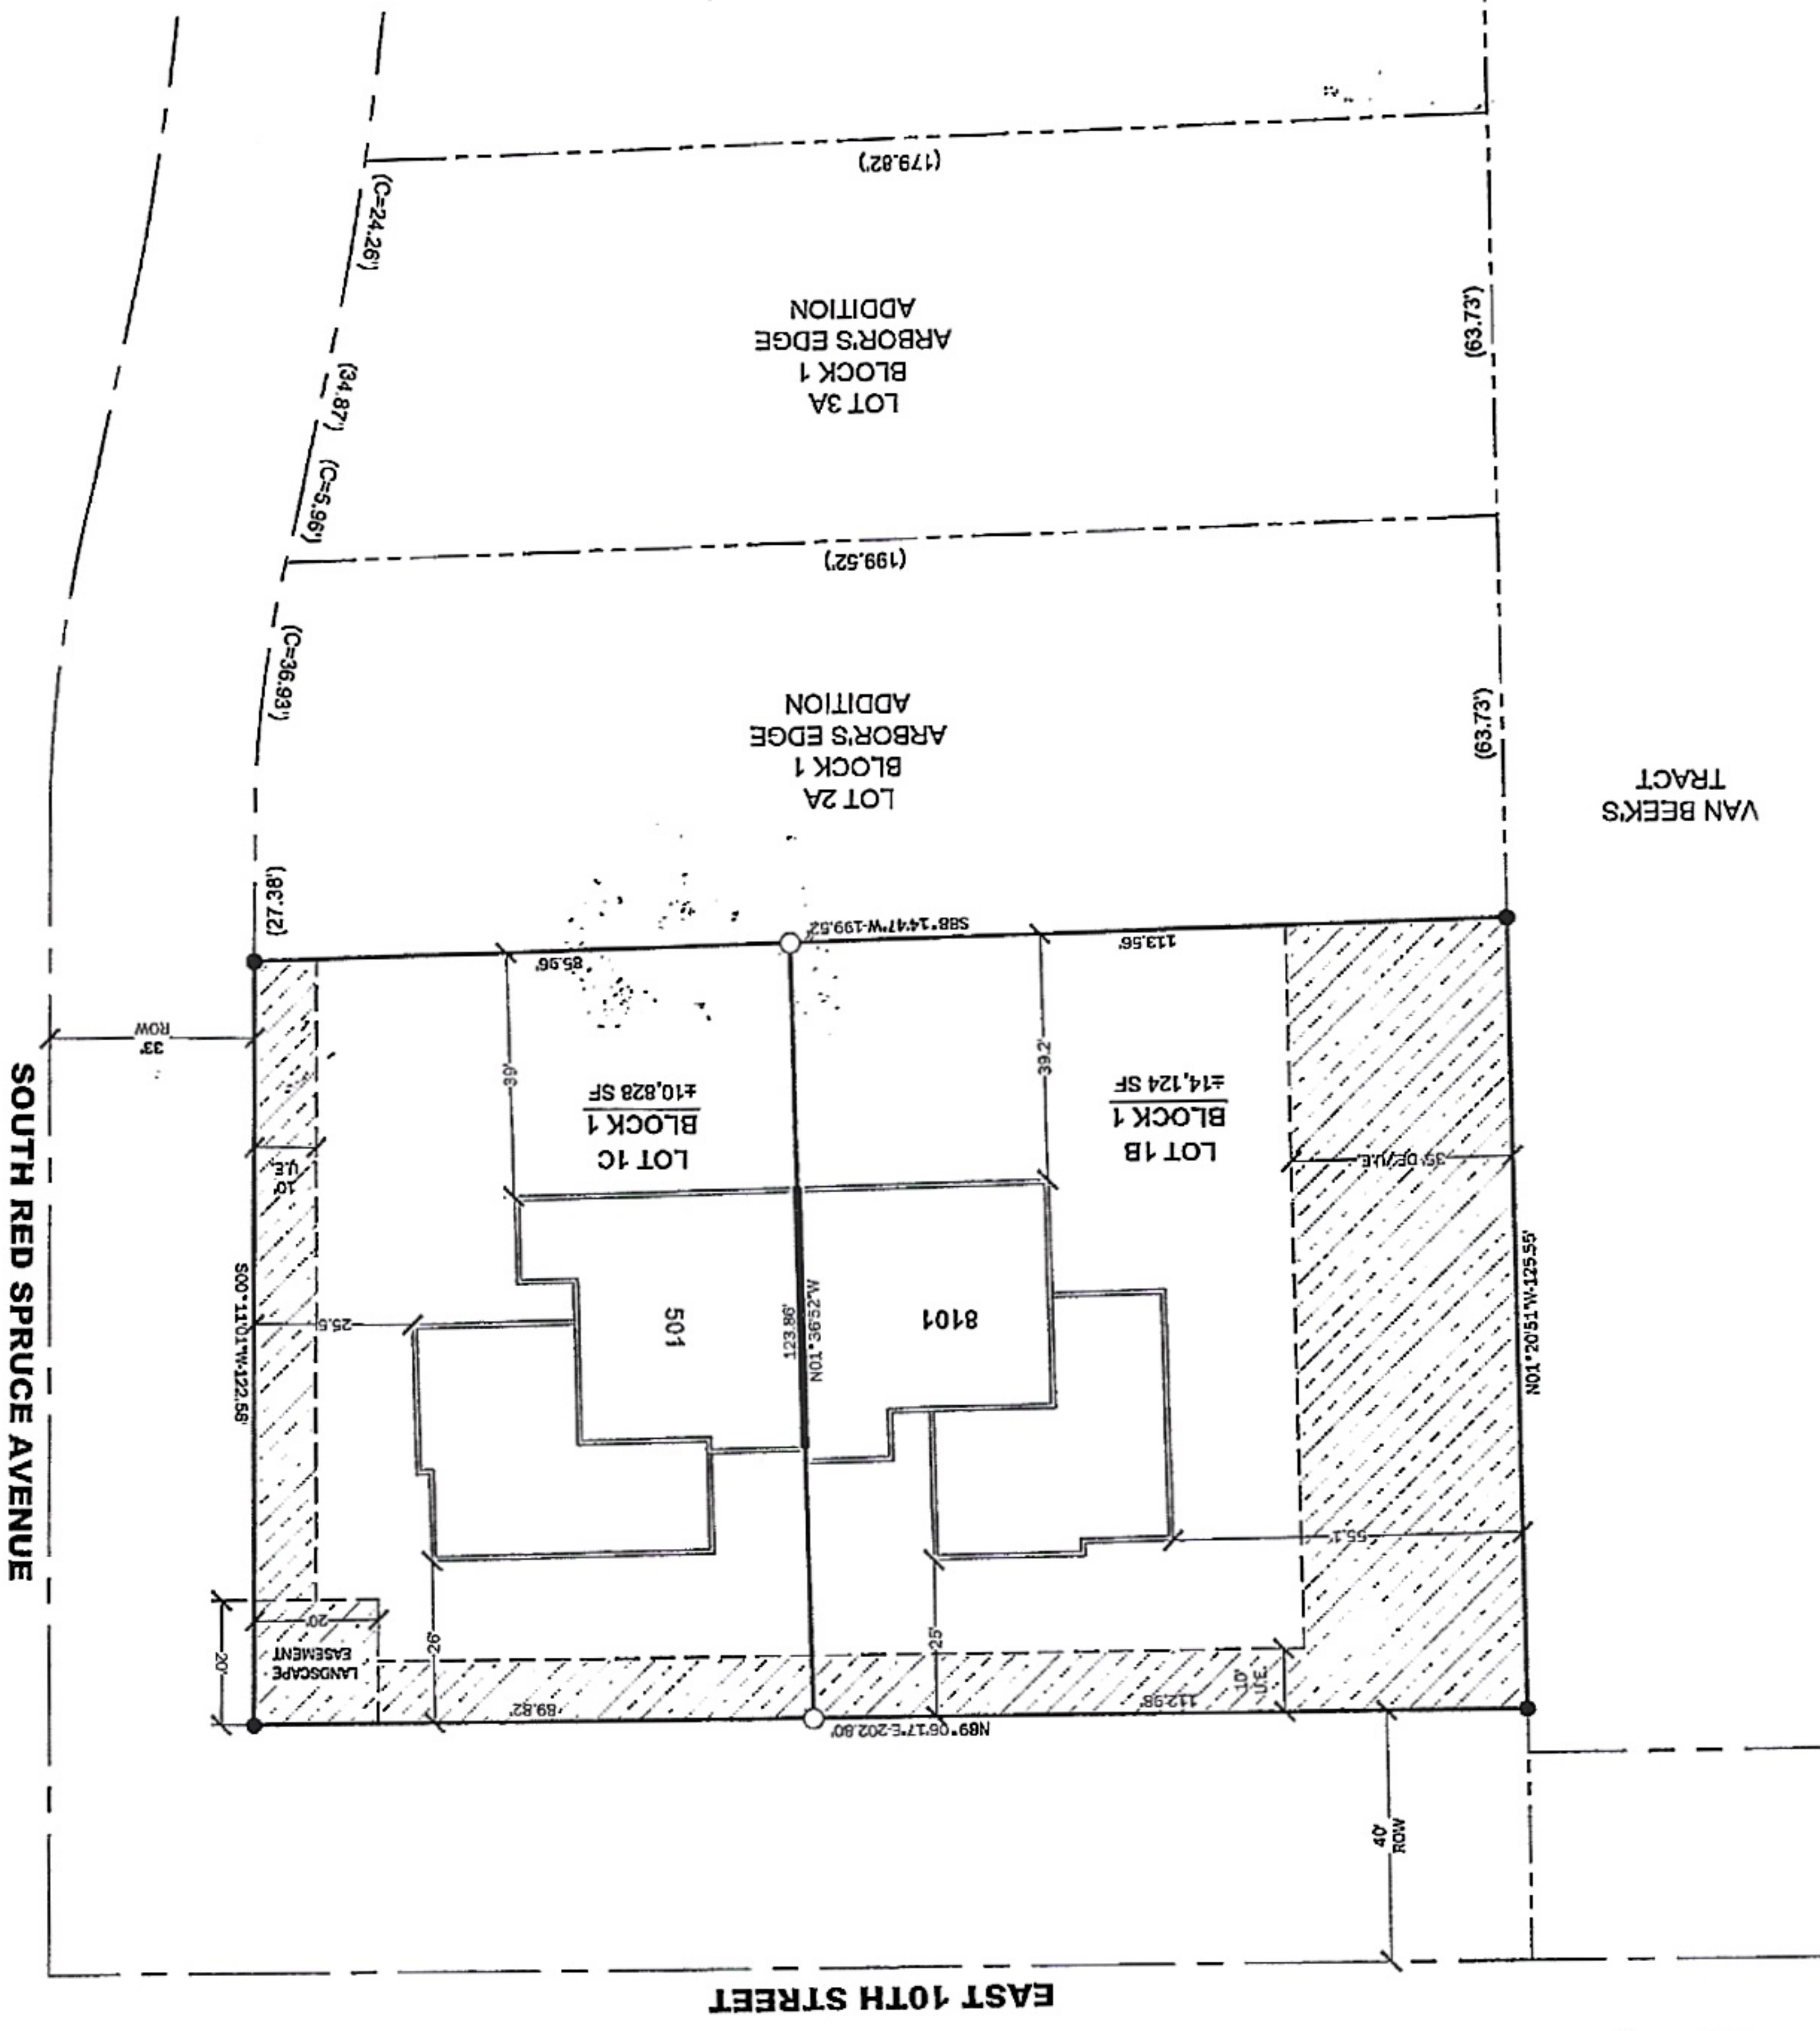 EAST 10TH STREET
40'
ROW
N89°06'17"E-202.80'
112.98'
89.82'
10'
U.E.
25'
26'
LANDSCAPE
EASEMENT
20'
20'
55.1'
N01°20'51"W-125.55'
S00°11'01"W-122.58'
8101
501
123.86'
N01°36'52"W
25.5'
10'
U.E.
35' DE/U.E.
LOT 1B
BLOCK 1
±14,124 SF
LOT 1C
BLOCK 1
±10,828 SF
39.2'
39'
33'
ROW
SOUTH RED SPRUCE AVENUE
113.56'
85.96'
S88°14'47"W-199.52'
(27.38')
VAN BEEK'S
TRACT
LOT 2A
BLOCK 1
ARBOR'S EDGE
ADDITION
(63.73')
(C=36.93')
(199.52')
(C=5.96')
(34.87')
LOT 3A
BLOCK 1
ARBOR'S EDGE
ADDITION
(63.73')
(C=24.26')
(179.82')